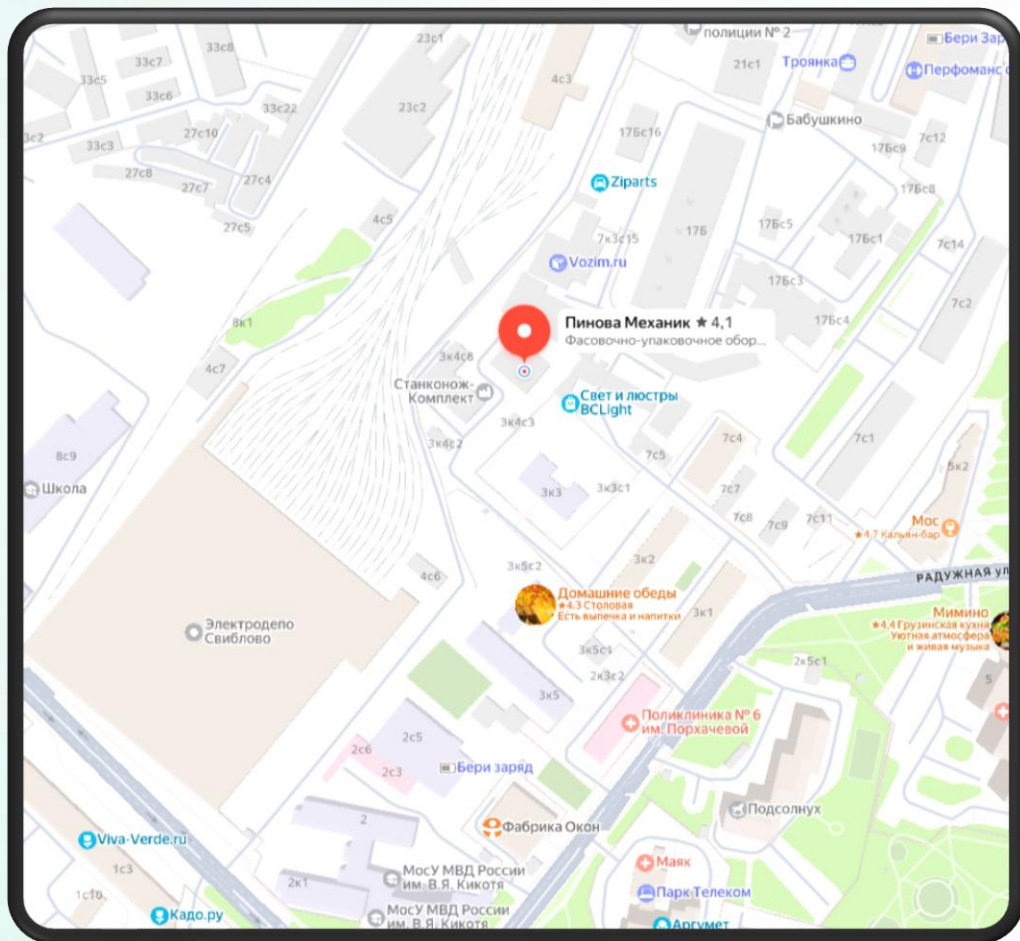 полиции № 2
Бери Зар
33с8
23с1
33с7
33с5
33с6
4с3
21с1
Троянка
Перфоманс с
33с22
23с2
3с2
33с3
27с10
17Бс16
Бабушкино
7с12
17Бс9
27с8
27с7
27с4
Ziparts
17Бс8
4с5
27с5
7к3с15
17Б
17Бс5
17Бс1
7с14
Vozim.ru
17Бс3
7с2
8к1
Пинова Механик ★ 4,1
17Бс4
Фасовочно-упаковочное обор...
4с7
3к4с8
Станконож-
Комплект
Свет и люстры
BCLight
3к4с3
3к4с2
7с4
7с1
8с9
7с5
5к2
Школа
3к3
3к3с1
7с7
7с8
7с9
7с11
Мос
★4.7 Кальян-бар
3к5с2
3к2
4с6
РАДУЖНАЯ УЛ
Домашние обеды
★4.3 Столовая
Есть выпечка и напитки
3к1
Электродепо
Свиблово
Мимино
★4.4 Грузинская кухня
Уютная атмосфера
и живая музыка
3к5с1
2к3с2
2к5с1
5
3к5
Поликлиника № 6
им. Порхачевой
2с5
2с6
2с3
Бери заряд
2
Фабрика Окон
Подсолнух
Viva-Verde.ru
1с3
МосУ МВД России
им. В.Я. Кикотя
Маяк
2к1
1с10
Парк Телеком
Кадо.ру
МосУ МВД России
им. В.Я. Кикотя
Аргумет